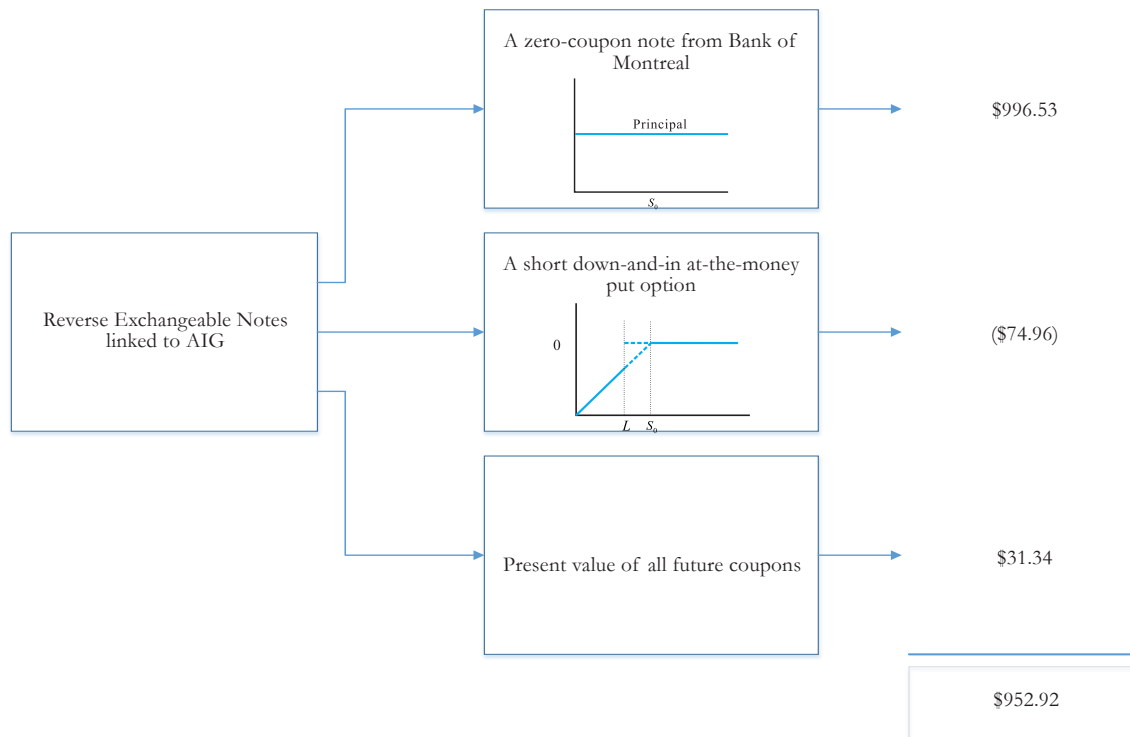 A zero-coupon note from Bank of
Montreal
Principal
S₀
$996.53
Reverse Exchangeable Notes
linked to AIG
A short down-and-in at-the-money
put option
0
L S₀
($74.96)
Present value of all future coupons
$31.34
$952.92